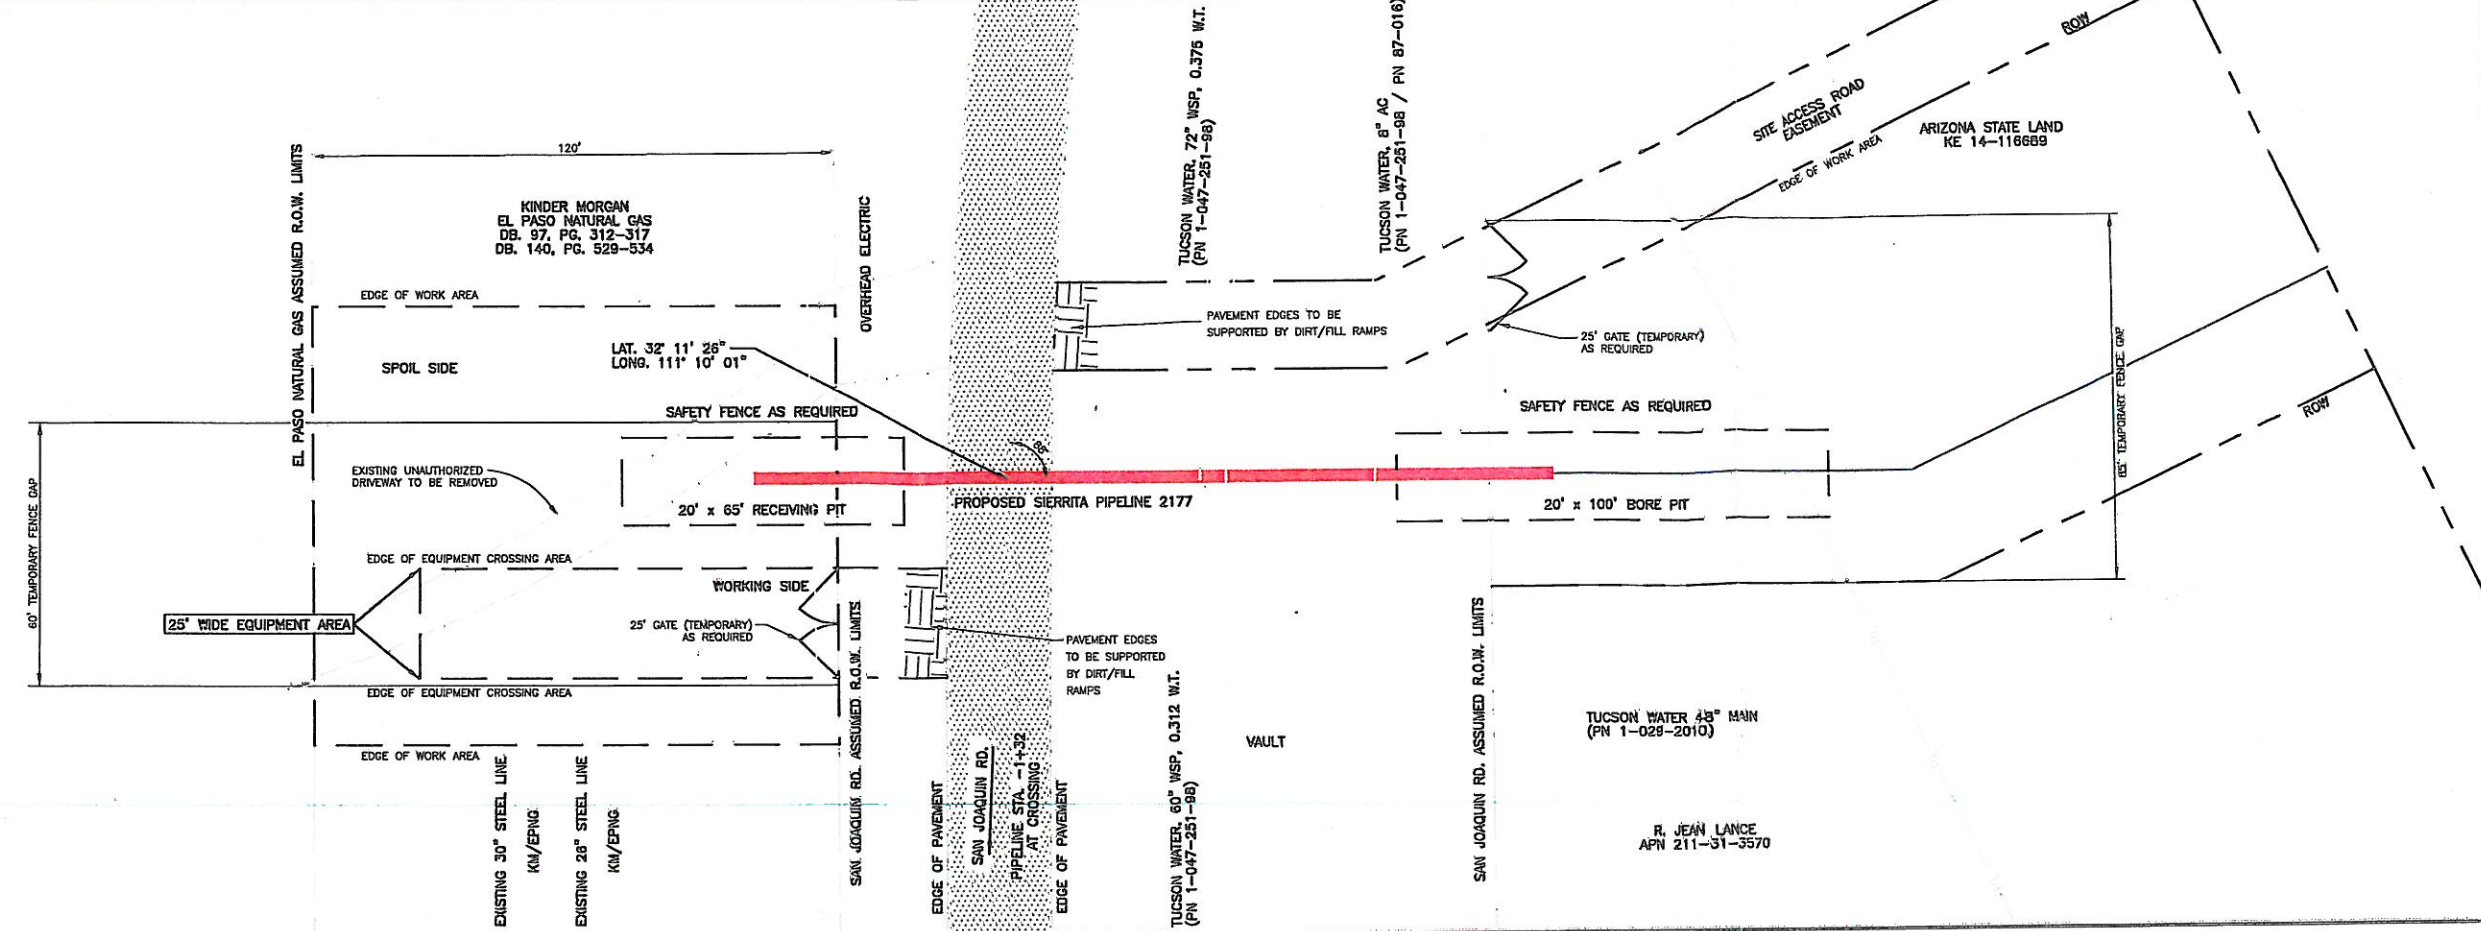 ROW
TUCSON WATER, 72" WSP, 0.375 W.T.
(PN 1-047-251-98)
TUCSON WATER, 8" AC
(PN 1-047-251-98 / PN 87-016)
SITE ACCESS ROAD
EASEMENT
EDGE OF WORK AREA
ARIZONA STATE LAND
KE 14-116689
120'
EL PASO NATURAL GAS ASSUMED R.O.W. LIMITS
KINDER MORGAN
EL PASO NATURAL GAS
DB. 97, PG. 312-317
DB. 140, PG. 529-534
OVERHEAD ELECTRIC
EDGE OF WORK AREA
PAVEMENT EDGES TO BE
SUPPORTED BY DIRT/FILL RAMPS
25' GATE (TEMPORARY)
AS REQUIRED
LAT. 32° 11' 26"
LONG. 111° 10' 01"
SPOIL SIDE
SAFETY FENCE AS REQUIRED
SAFETY FENCE AS REQUIRED
ROW
65' TEMPORARY FENCE GAP
EXISTING UNAUTHORIZED
DRIVEWAY TO BE REMOVED
20' x 65' RECEIVING PIT
PROPOSED SIERRITA PIPELINE 2177
20' x 100' BORE PIT
60' TEMPORARY FENCE GAP
EDGE OF EQUIPMENT CROSSING AREA
WORKING SIDE
25' WIDE EQUIPMENT AREA
25' GATE (TEMPORARY)
AS REQUIRED
PAVEMENT EDGES
TO BE SUPPORTED
BY DIRT/FILL
RAMPS
EDGE OF EQUIPMENT CROSSING AREA
EDGE OF WORK AREA
EXISTING 30" STEEL LINE
KM/EPNG
EXISTING 26" STEEL LINE
KM/EPNG
SAN JOAQUIN RD. ASSUMED R.O.W. LIMITS
EDGE OF PAVEMENT
SAN JOAQUIN RD.
PIPELINE STA. -1+32
AT CROSSING
EDGE OF PAVEMENT
TUCSON WATER, 60" WSP, 0.312 W.T.
(PN 1-047-251-98)
VAULT
SAN JOAQUIN RD. ASSUMED R.O.W. LIMITS
TUCSON WATER 48" MAIN
(PN 1-029-2010)
R. JEAN LANCE
APN 211-31-3570